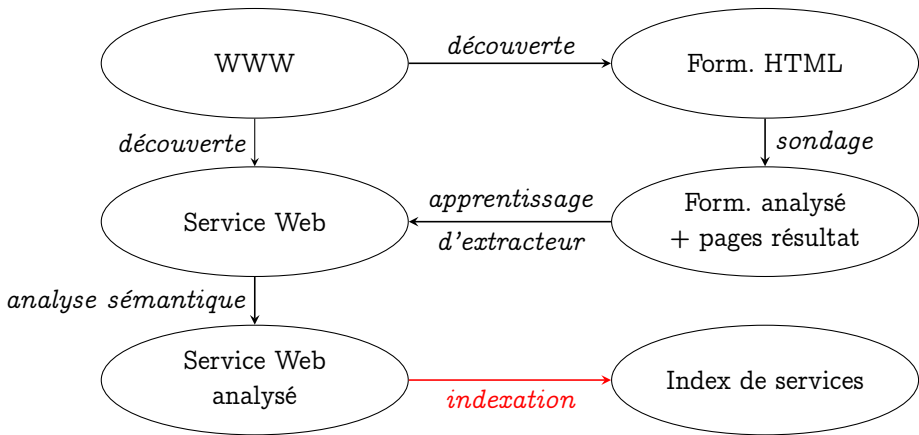 WWW
découverte
Form. HTML
découverte
sondage
Service Web
apprentissage
d'extracteur
Form. analysé
+ pages résultat
analyse sémantique
Service Web
analysé
indexation
Index de services